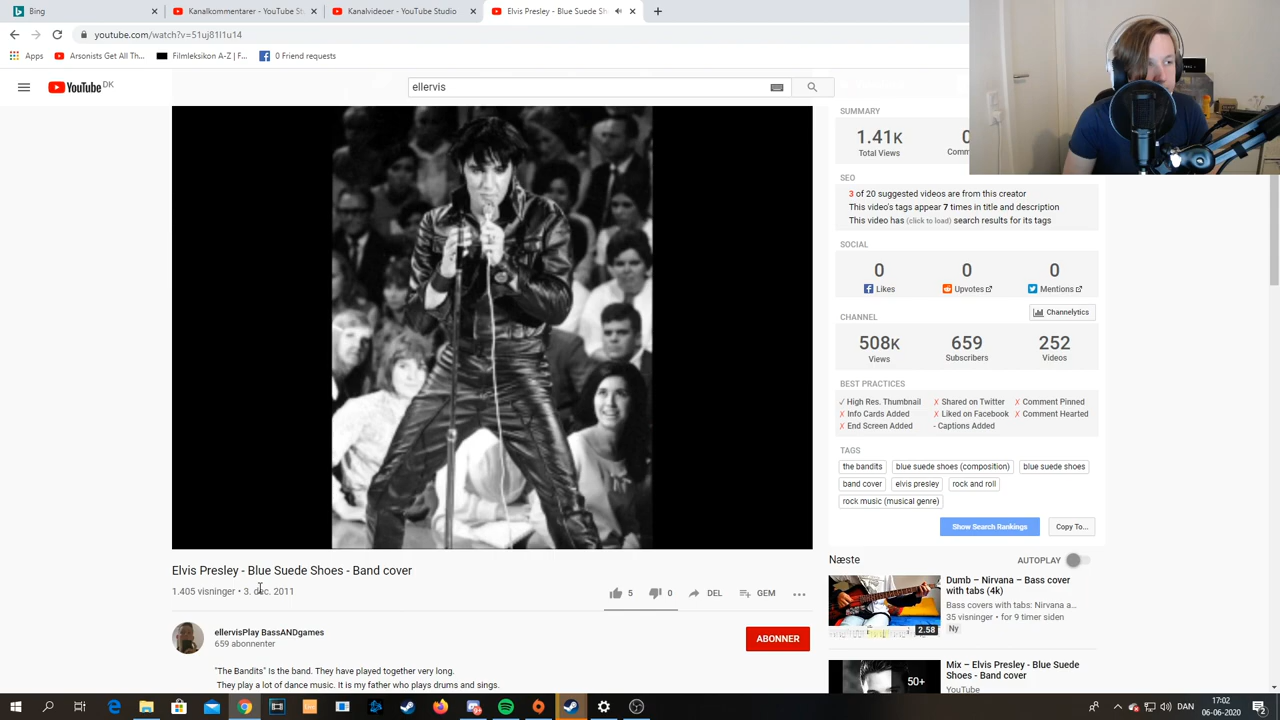 Bing
Kanalkommentarer - YouTube St
Kanalvideoer - YouTube Studio
Elvis Presley - Blue Suede Sh
youtube.com/watch?v=51uj81I1u14
Apps
Arsonists Get All Th...
Filmleksikon A-Z | F...
0 Friend requests
YouTube DK
ellervis
SUMMARY
1.41K
Total Views
Comm
SEO
3 of 20 suggested videos are from this creator
This video's tags appear 7 times in title and description
This video has (click to load) search results for its tags
SOCIAL
0 0 0
Likes Upvotes Mentions
CHANNEL
Channelytics
508K 659 252
Views Subscribers Videos
BEST PRACTICES
✓ High Res. Thumbnail ✗ Shared on Twitter ✗ Comment Pinned
✗ Info Cards Added ✗ Liked on Facebook ✗ Comment Hearted
✗ End Screen Added - Captions Added
TAGS
the bandits blue suede shoes (composition) blue suede shoes
band cover elvis presley rock and roll
rock music (musical genre)
Show Search Rankings Copy To...
Elvis Presley - Blue Suede Shoes - Band cover
1.405 visninger • 3. dec. 2011
5 0 DEL GEM
ellervisPlay BassANDgames
659 abonnenter
ABONNER
"The Bandits" is the band. They have played together very long.
They play a lot of dance music. It is my father who plays drums and sings.
Næste
AUTOPLAY
Dumb – Nirvana – Bass cover
with tabs (4k)
Bass covers with tabs: Nirvana a...
35 visninger • for 9 timer siden
Ny
2.58
Mix – Elvis Presley - Blue Suede
Shoes - Band cover
YouTube
50+
DAN
17:02
06-06-2020